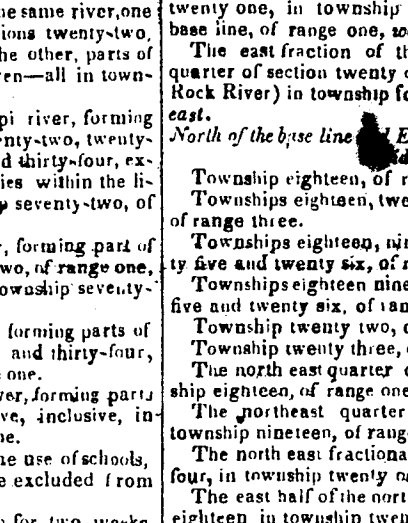 he same river, one
ions twenty-two,
he other, parts of
en—all in town-
pi river, forming
nty-two, twenty-
d thirty-four, ex-
ies within the li-
seventy-two, of
, forming part of
wo, of range one,
ownship seventy-
forming parts of
and thirty-four,
one.
ver, forming parts
ve, inclusive, in-
ne.
he use of schools,
e excluded from
for two weeks
twenty one, in township
base line, of range one,
The east fraction of th
quarter of section twenty
Rock River) in township fo
east.
North of the base line
Township eighteen, of r
Townships eighteen, twe
of range three.
Townships eighteen, nin
ty five and twenty six, of r
Townships eighteen nine
five and twenty six, of ran
Township twenty two,
Township twenty three,
The north east quarter
ship eighteen, of range one
The northeast quarter
township nineteen, of rang
The north east fractiona
four, in township twenty
The east half of the nort
eighteen in township twen